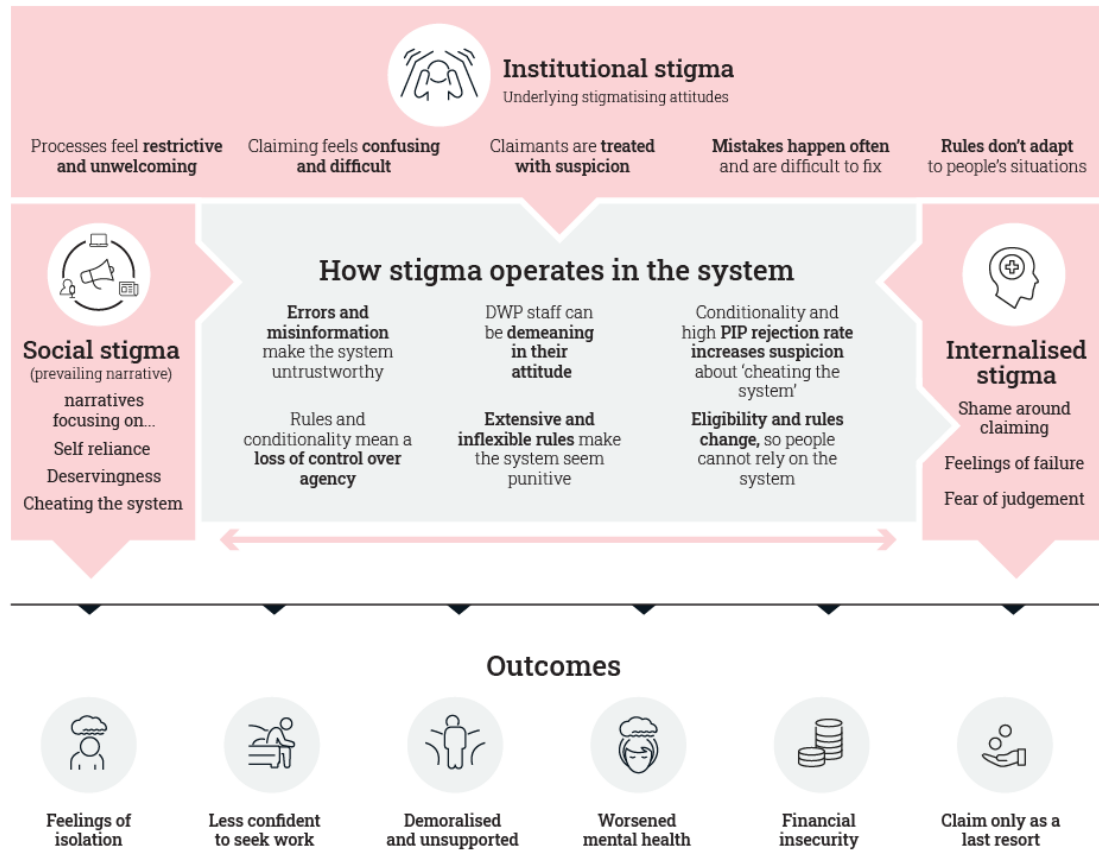 Institutional stigma
Underlying stigmatising attitudes
Processes feel restrictive
and unwelcoming
Claiming feels confusing
and difficult
Claimants are treated
with suspicion
Mistakes happen often
and are difficult to fix
Rules don’t adapt
to people’s situations
Social stigma
(prevailing narrative)
narratives
focusing on...
Self reliance
Deservingness
Cheating the system
How stigma operates in the system
Errors and
misinformation
make the system
untrustworthy
DWP staff can
be demeaning
in their
attitude
Conditionality and
high PIP rejection rate
increases suspicion
about ‘cheating the
system’
Rules and
conditionality mean a
loss of control over
agency
Extensive and
inflexible rules make
the system seem
punitive
Eligibility and rules
change, so people
cannot rely on the
system
Internalised
stigma
Shame around
claiming
Feelings of failure
Fear of judgement
Outcomes
Feelings of
isolation
Less confident
to seek work
Demoralised
and unsupported
Worsened
mental health
Financial
insecurity
Claim only as a
last resort